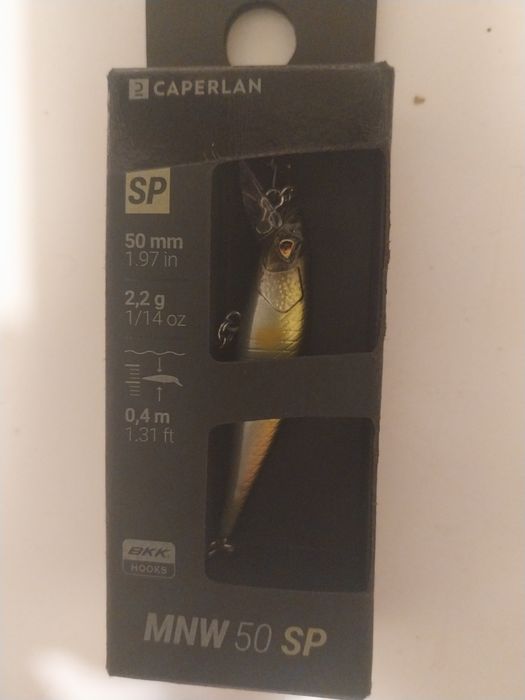 CAPERLAN
SP
50 mm
1.97 in
2,2 g
1/14 oz
0,4 m
1.31 ft
BKK
HOOKS
MNW 50 SP